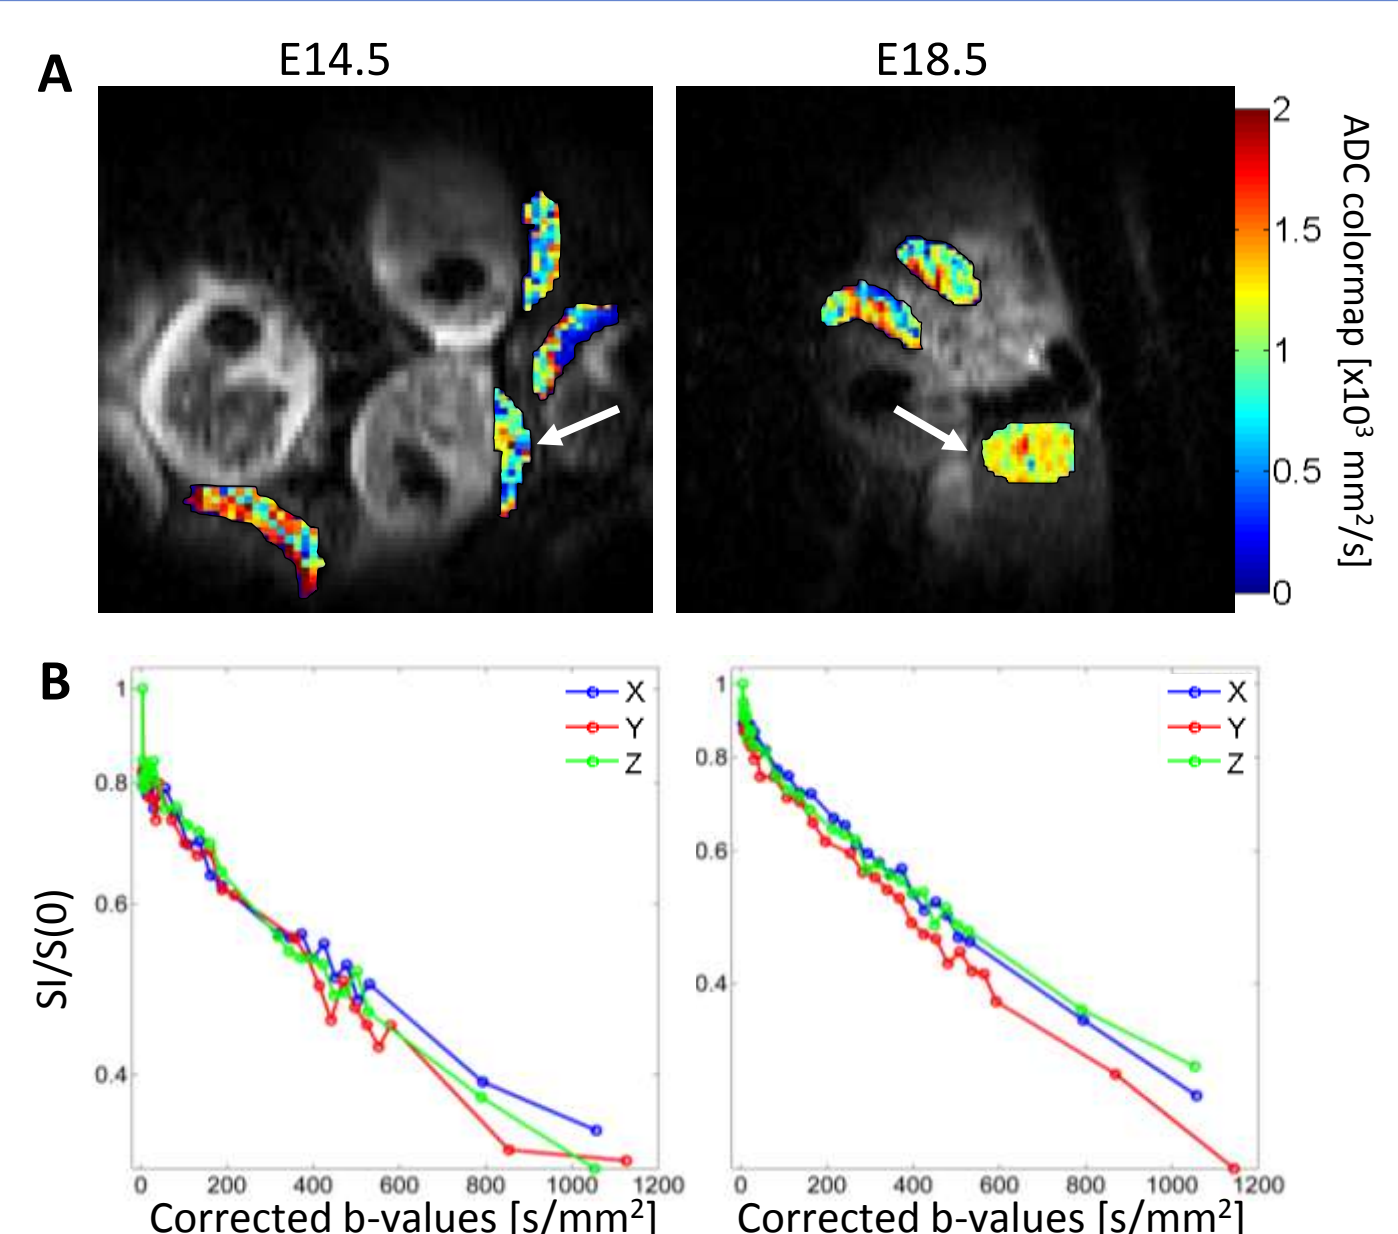 A
E14.5
E18.5
2
1.5
1
0.5
0
ADC colormap [x10³ mm²/s]
B
SI/S(0)
1
0.8
0.6
0.4
X
Y
Z
0 200 400 600 800 1000 1200
Corrected b-values [s/mm²]
1
0.8
0.6
0.4
X
Y
Z
0 200 400 600 800 1000 1200
Corrected b-values [s/mm²]